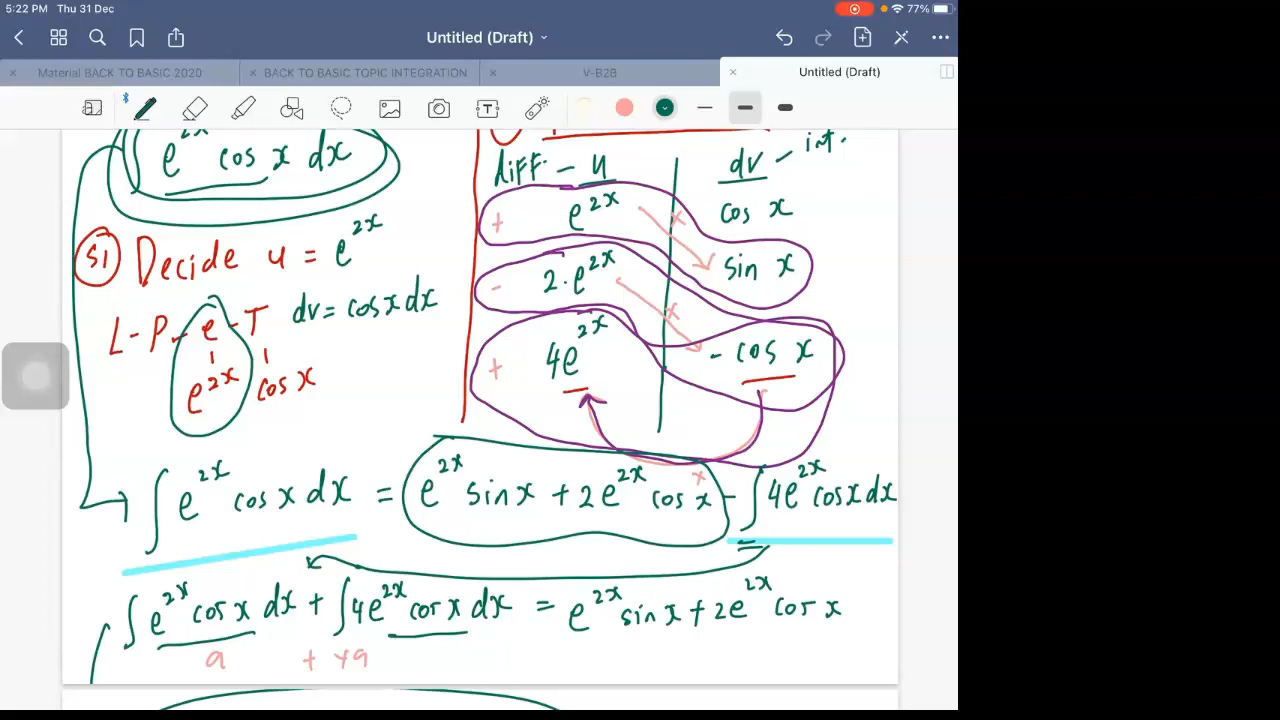 5:22 PM Thu 31 Dec
77%
Untitled (Draft)
Material BACK TO BASIC 2020
BACK TO BASIC TOPIC INTEGRATION
V-B2B
Untitled (Draft)
e^{2x} cos x dx
diff - u
dv - int.
+ e^{2x}
cos x
S1 Decide u = e^{2x}
x
sin x
- 2·e^{2x}
dv = cos x dx
L-P-e-T
x
+ 4e^{2x}
- cos x
e^{2x} cos x
x
∫ e^{2x} cos x dx = e^{2x} sin x + 2e^{2x} cos x - ∫ 4e^{2x} cos x dx
∫ e^{2x} cos x dx + ∫ 4e^{2x} cos x dx = e^{2x} sin x + 2e^{2x} cos x
a + 4a